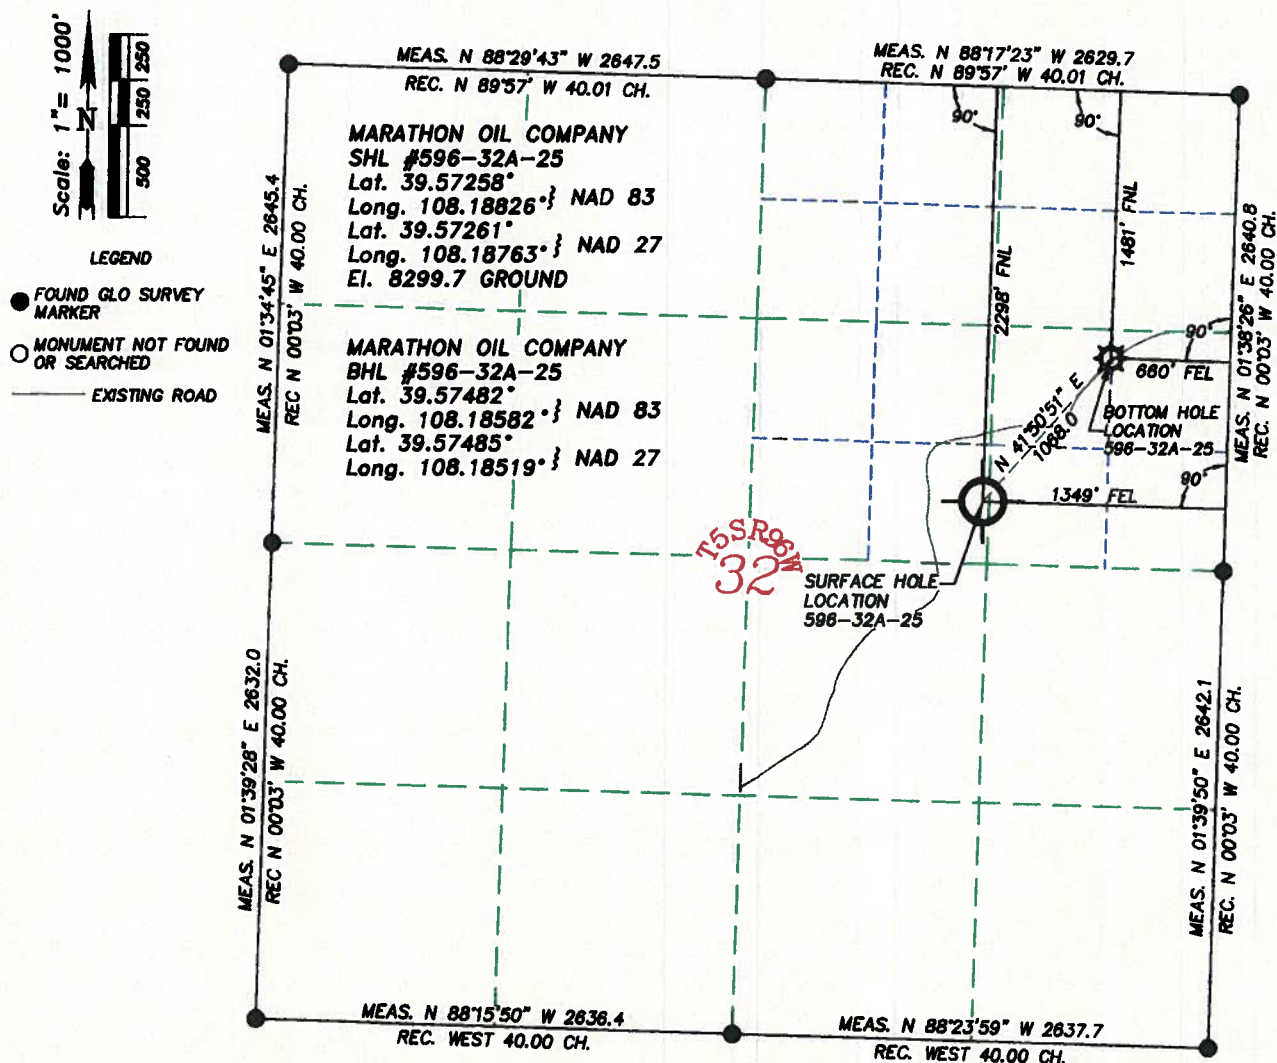 Scale: 1"= 1000'
N
500
250
250
LEGEND
FOUND GLO SURVEY
MARKER
MONUMENT NOT FOUND
OR SEARCHED
EXISTING ROAD
MEAS. N 88°29'43" W 2647.5
REC. N 89°57' W 40.01 CH.
MEAS. N 88°17'23" W 2629.7
REC. N 89°57' W 40.01 CH.
MARATHON OIL COMPANY
SHL #596-32A-25
Lat. 39.57258°
Long. 108.18826° } NAD 83
Lat. 39.57261°
Long. 108.18763° } NAD 27
El. 8299.7 GROUND
MARATHON OIL COMPANY
BHL #596-32A-25
Lat. 39.57482°
Long. 108.18582° } NAD 83
Lat. 39.57485°
Long. 108.18519° } NAD 27
MEAS. N 01°34'45" E 2645.4
REC N 00°03' W 40.00 CH.
90°
90°
2298' FNL
1481' FNL
90°
660' FEL
N 41°50'51" E
1068.0
BOTTOM HOLE
LOCATION
596-32A-25
90°
1349' FEL
MEAS. N 01°38'26" E 2640.8
REC. N 00°03' W 40.00 CH.
T5SR96W
32
SURFACE HOLE
LOCATION
596-32A-25
MEAS. N 01°39'28" E 2632.0
REC N 00°03' W 40.00 CH.
MEAS. N 01°39'50" E 2642.1
REC. N 00°03' W 40.00 CH.
MEAS. N 88°15'50" W 2636.4
REC. WEST 40.00 CH.
MEAS. N 88°23'59" W 2637.7
REC. WEST 40.00 CH.